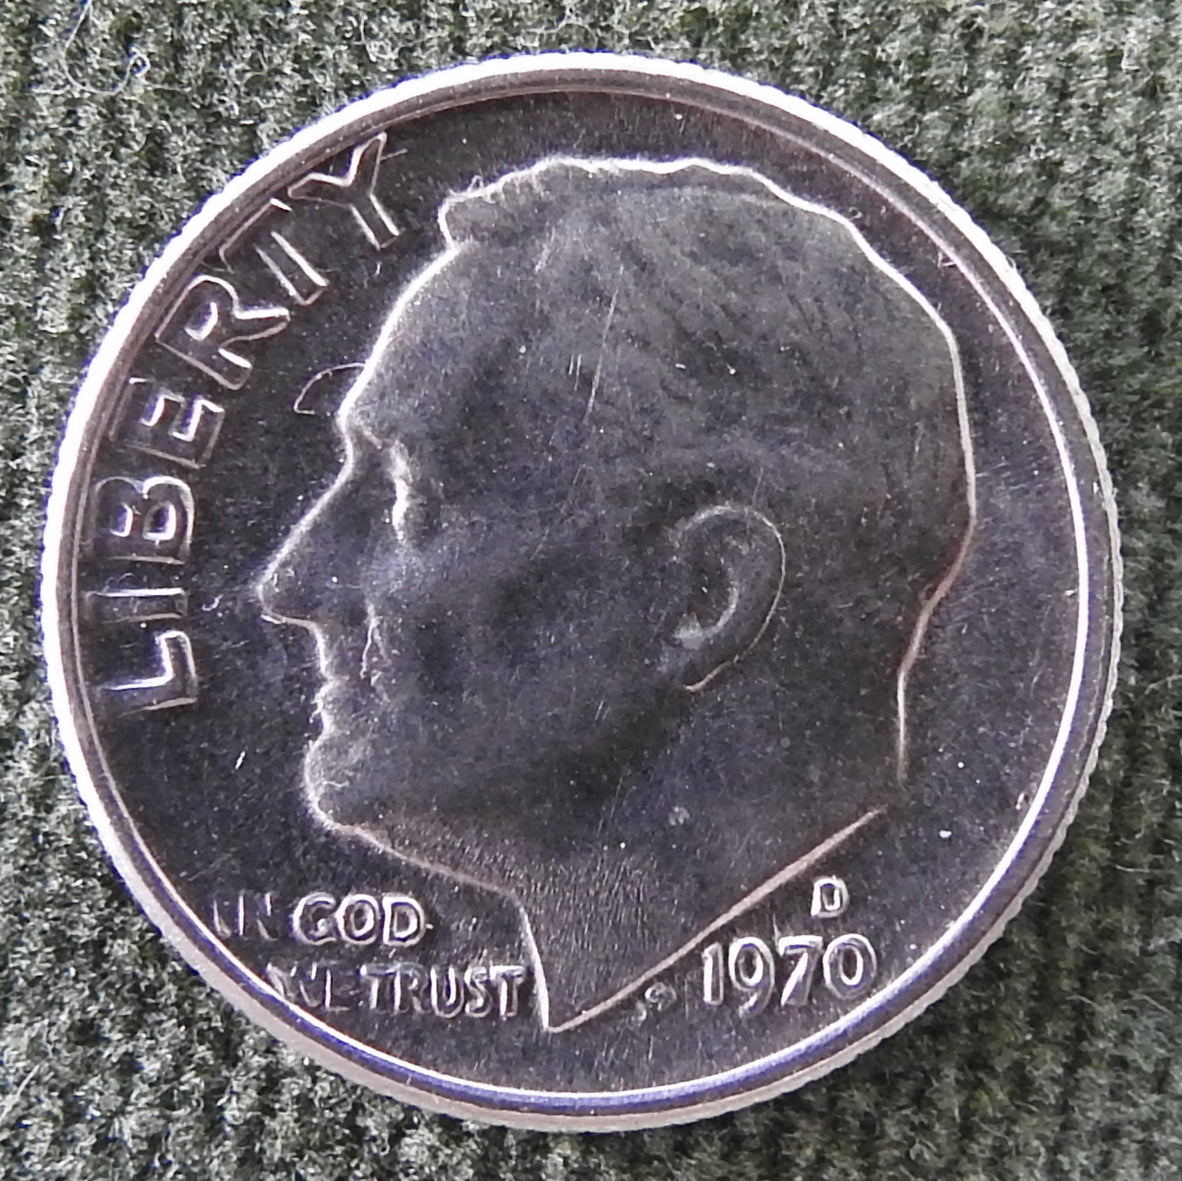 LIBERTY
IN GOD
WE TRUST
D
1970